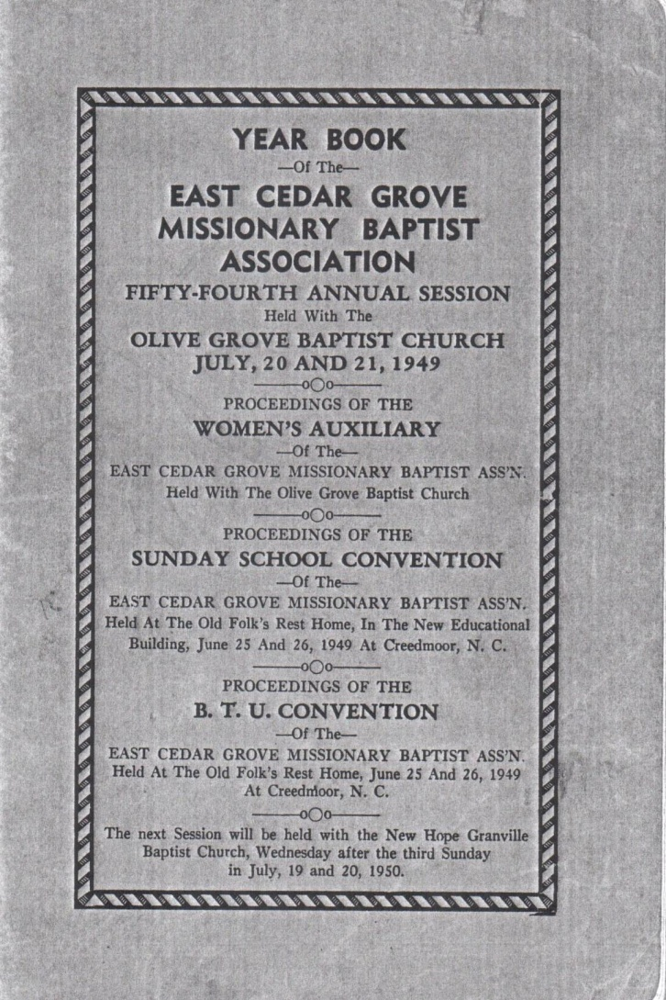 YEAR BOOK
—Of The—
EAST CEDAR GROVE
MISSIONARY BAPTIST
ASSOCIATION
FIFTY-FOURTH ANNUAL SESSION
Held With The
OLIVE GROVE BAPTIST CHURCH
JULY, 20 AND 21, 1949
———o○o———
PROCEEDINGS OF THE
WOMEN'S AUXILIARY
—Of The—
EAST CEDAR GROVE MISSIONARY BAPTIST ASS'N.
Held With The Olive Grove Baptist Church
———o○o———
PROCEEDINGS OF THE
SUNDAY SCHOOL CONVENTION
—Of The—
EAST CEDAR GROVE MISSIONARY BAPTIST ASS'N.
Held At The Old Folk's Rest Home, In The New Educational
Building, June 25 And 26, 1949 At Creedmoor, N. C.
———o○o———
PROCEEDINGS OF THE
B. T. U. CONVENTION
—Of The—
EAST CEDAR GROVE MISSIONARY BAPTIST ASS'N.
Held At The Old Folk's Rest Home, June 25 And 26, 1949
At Creedmoor, N. C.
———o○o———
The next Session will be held with the New Hope Granville
Baptist Church, Wednesday after the third Sunday
in July, 19 and 20, 1950.